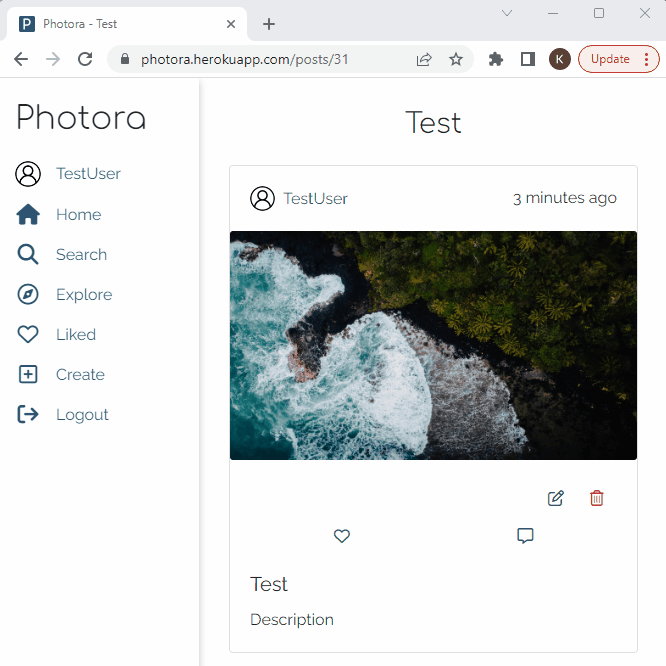 P Photora - Test
photora.herokuapp.com/posts/31
K
Update
Photora
TestUser
Home
Search
Explore
Liked
Create
Logout
Test
TestUser
3 minutes ago
Test
Description